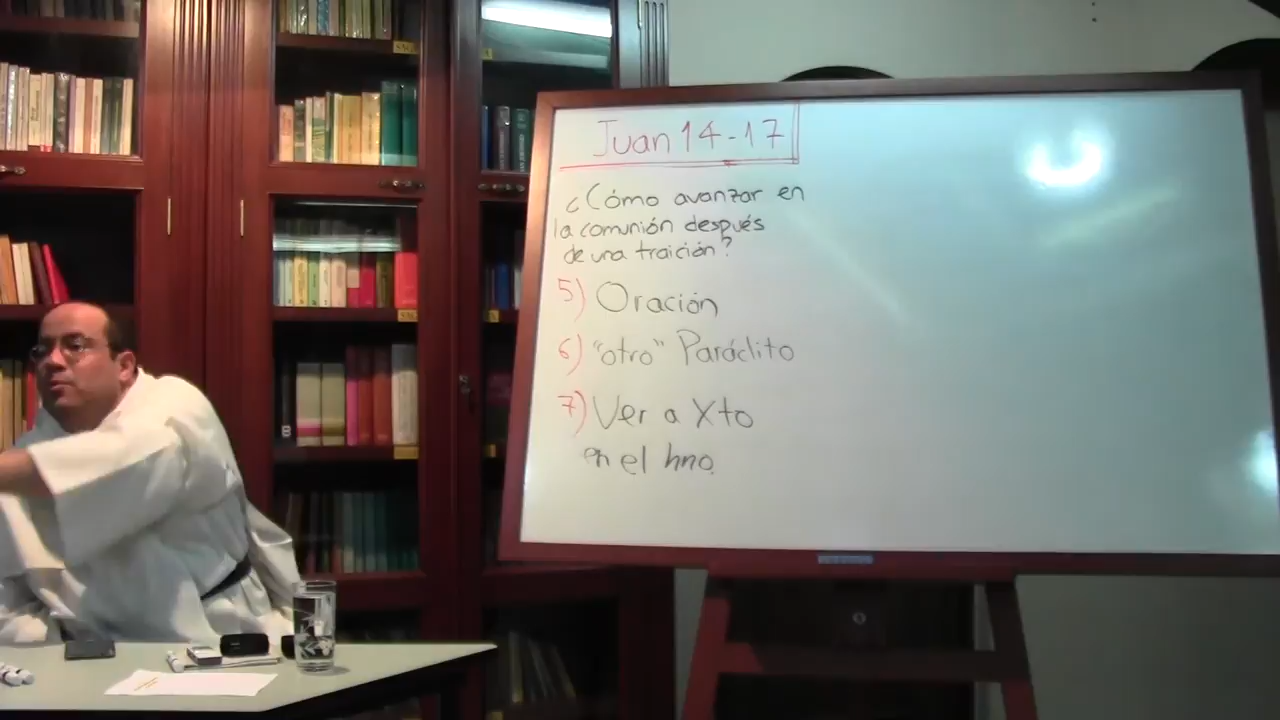 Juan 14-17
¿Cómo avanzar en
la comunión después
de una traición?
5) Oración
6) "otro" Paráclito
7) Ver a Xto
en el hno.